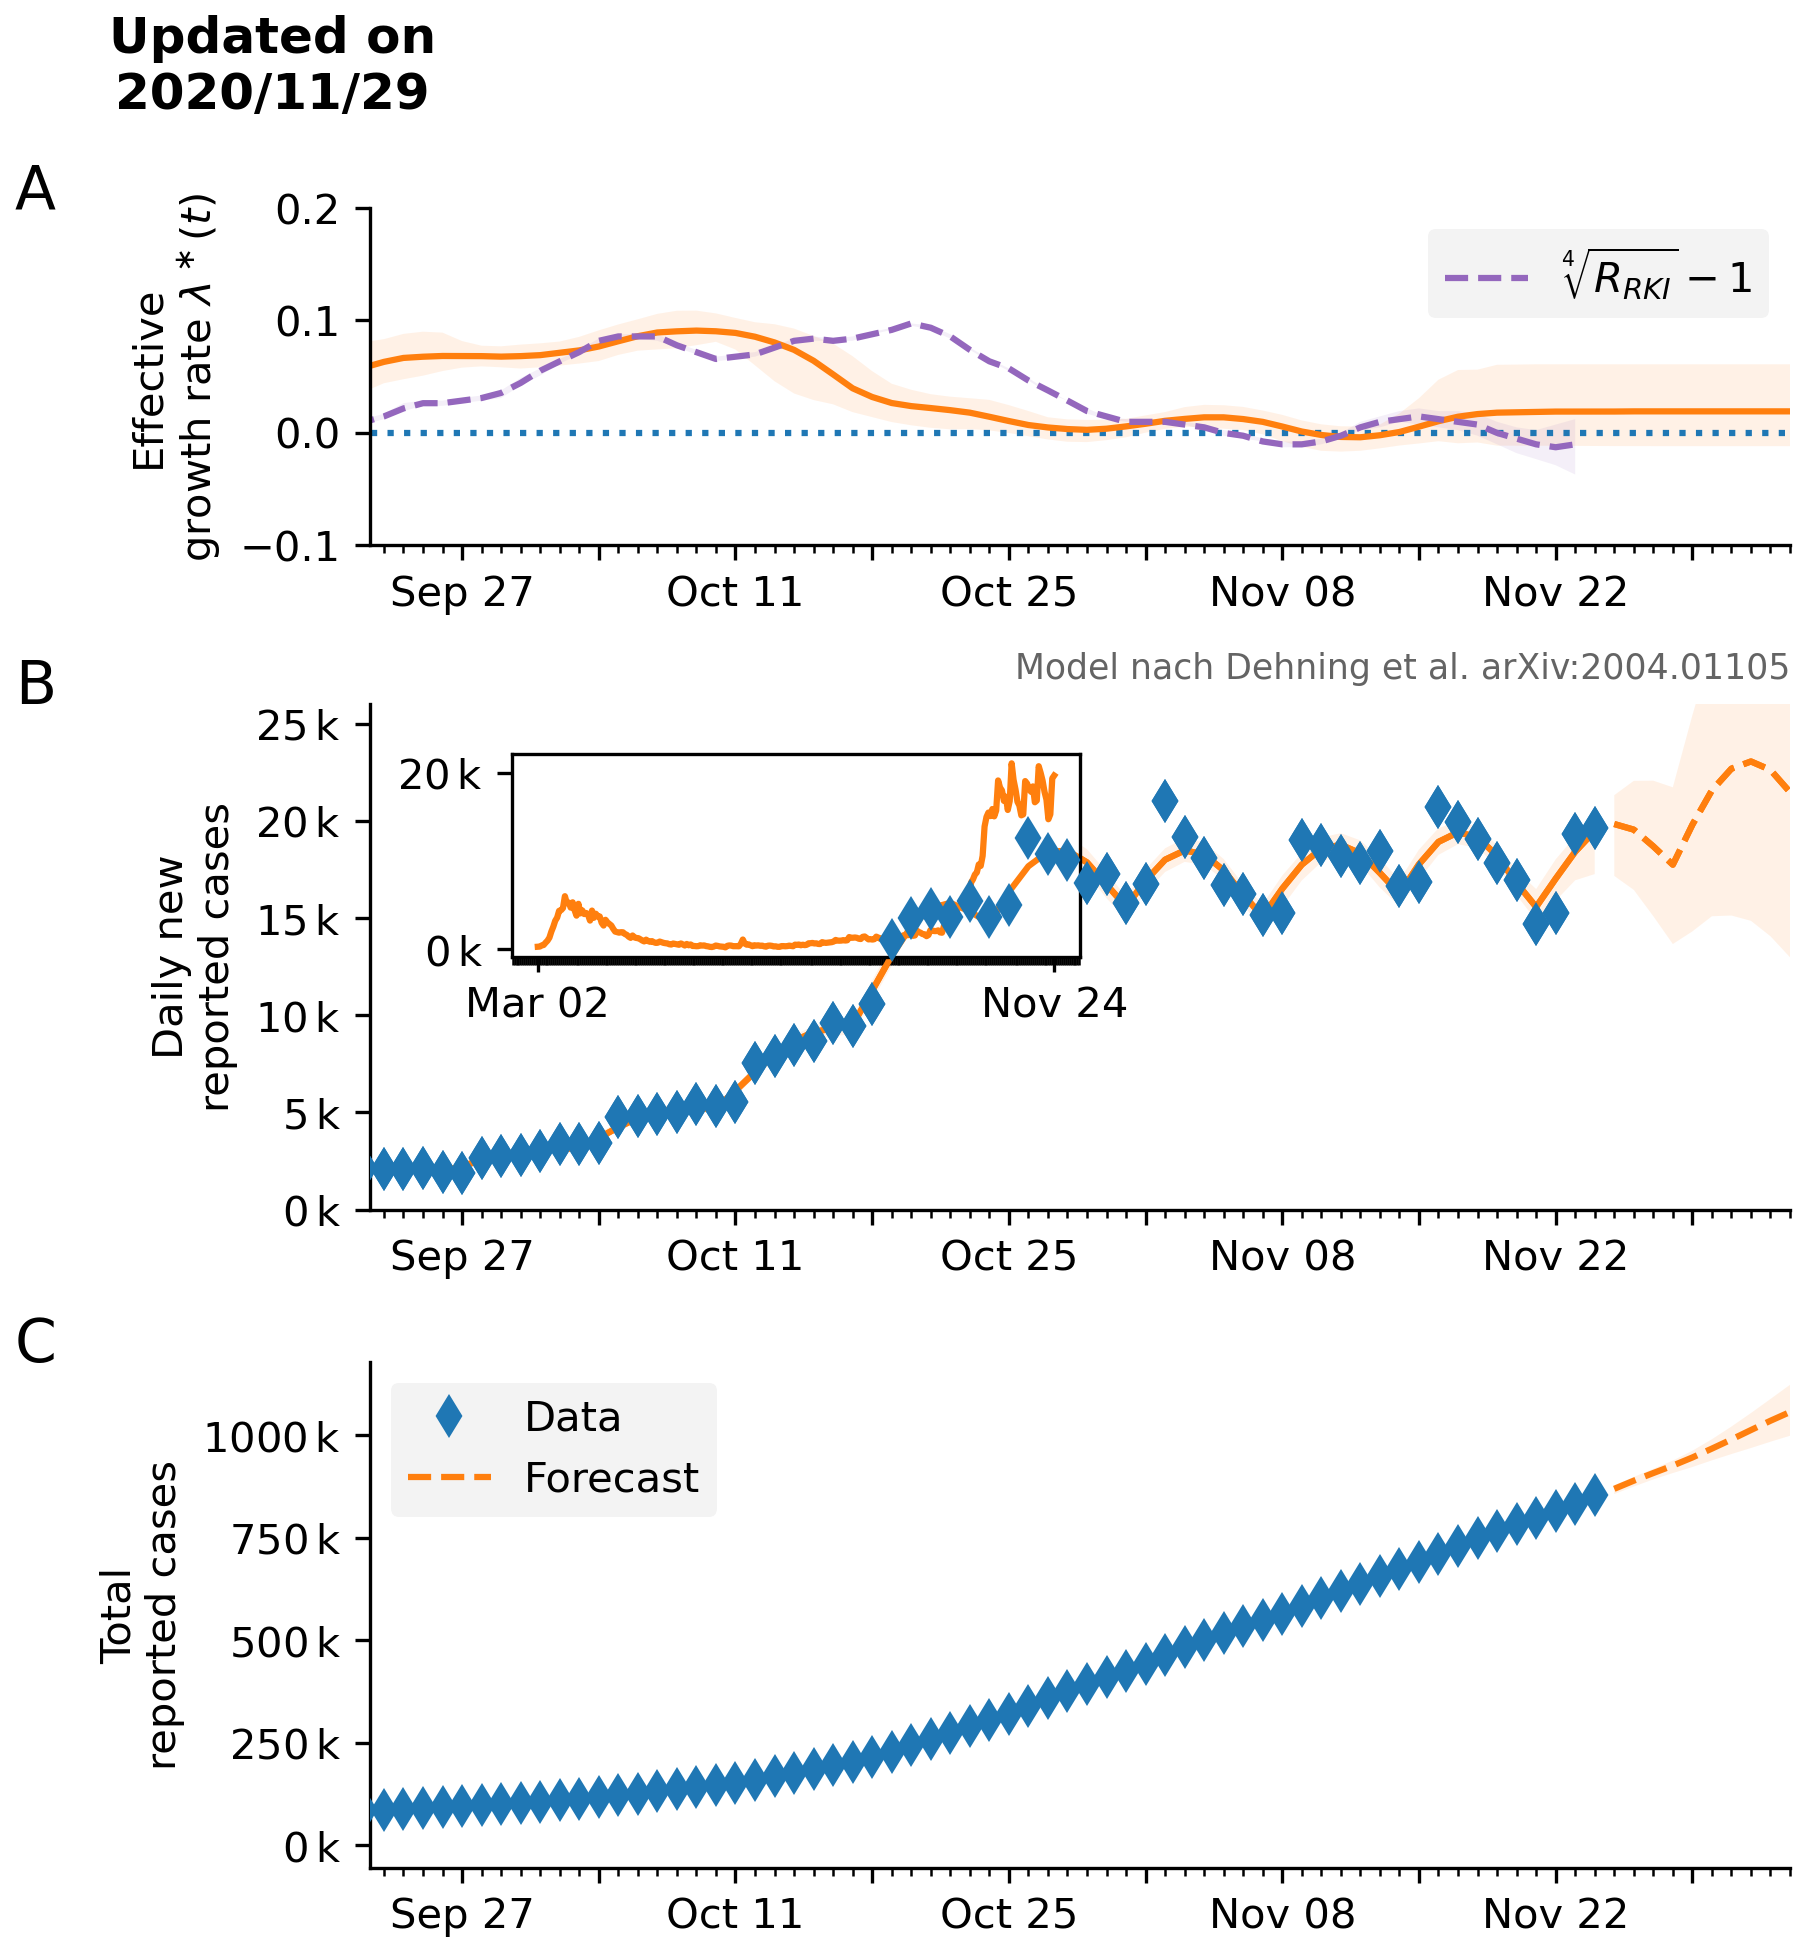 Updated on
2020/11/29
A
Effective
growth rate λ * (t)
0.2
0.1
0.0
−0.1
⁴√R_RKI − 1
Sep 27 Oct 11 Oct 25 Nov 08 Nov 22
Model nach Dehning et al. arXiv:2004.01105
B
Daily new
reported cases
25 k
20 k
15 k
10 k
5 k
0 k
20 k
0 k
Mar 02 Nov 24
Sep 27 Oct 11 Oct 25 Nov 08 Nov 22
C
Total
reported cases
1000 k
750 k
500 k
250 k
0 k
Data
Forecast
Sep 27 Oct 11 Oct 25 Nov 08 Nov 22